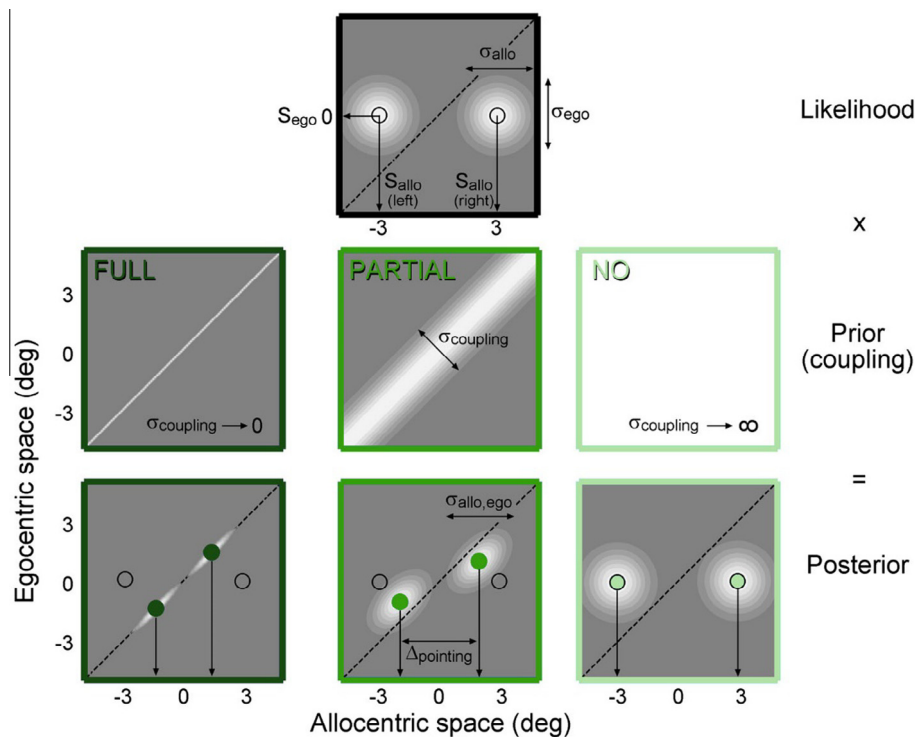 σallo
Sego 0
σego
Likelihood
Sallo
(left)
Sallo
(right)
-3 3
x
FULL
PARTIAL
NO
3
0
-3
σcoupling
σcoupling → 0
σcoupling → ∞
Prior
(coupling)
=
3
0
-3
σallo,ego
Δpointing
Posterior
-3 0 3
-3 0 3
-3 0 3
Egocentric space (deg)
Allocentric space (deg)